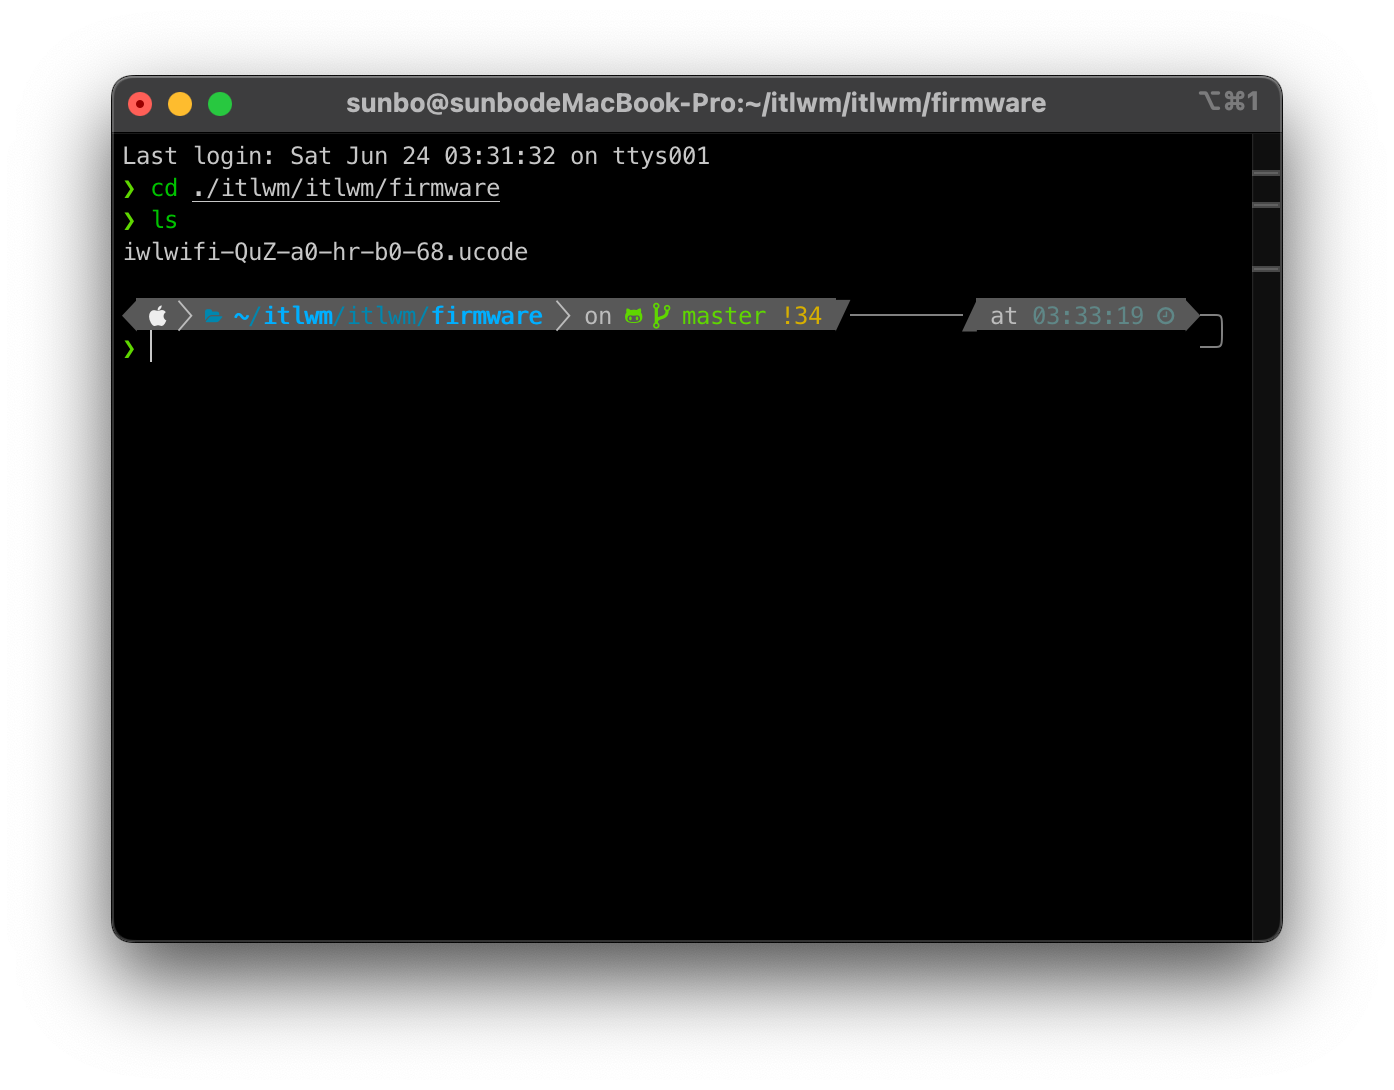 sunbo@sunbodeMacBook-Pro:~/itlwm/itlwm/firmware ⌥⌘1
Last login: Sat Jun 24 03:31:32 on ttys001
❯ cd ./itlwm/itlwm/firmware
❯ ls
iwlwifi-QuZ-a0-hr-b0-68.ucode
~/itlwm/itlwm/firmware on master !34 at 03:33:19
❯